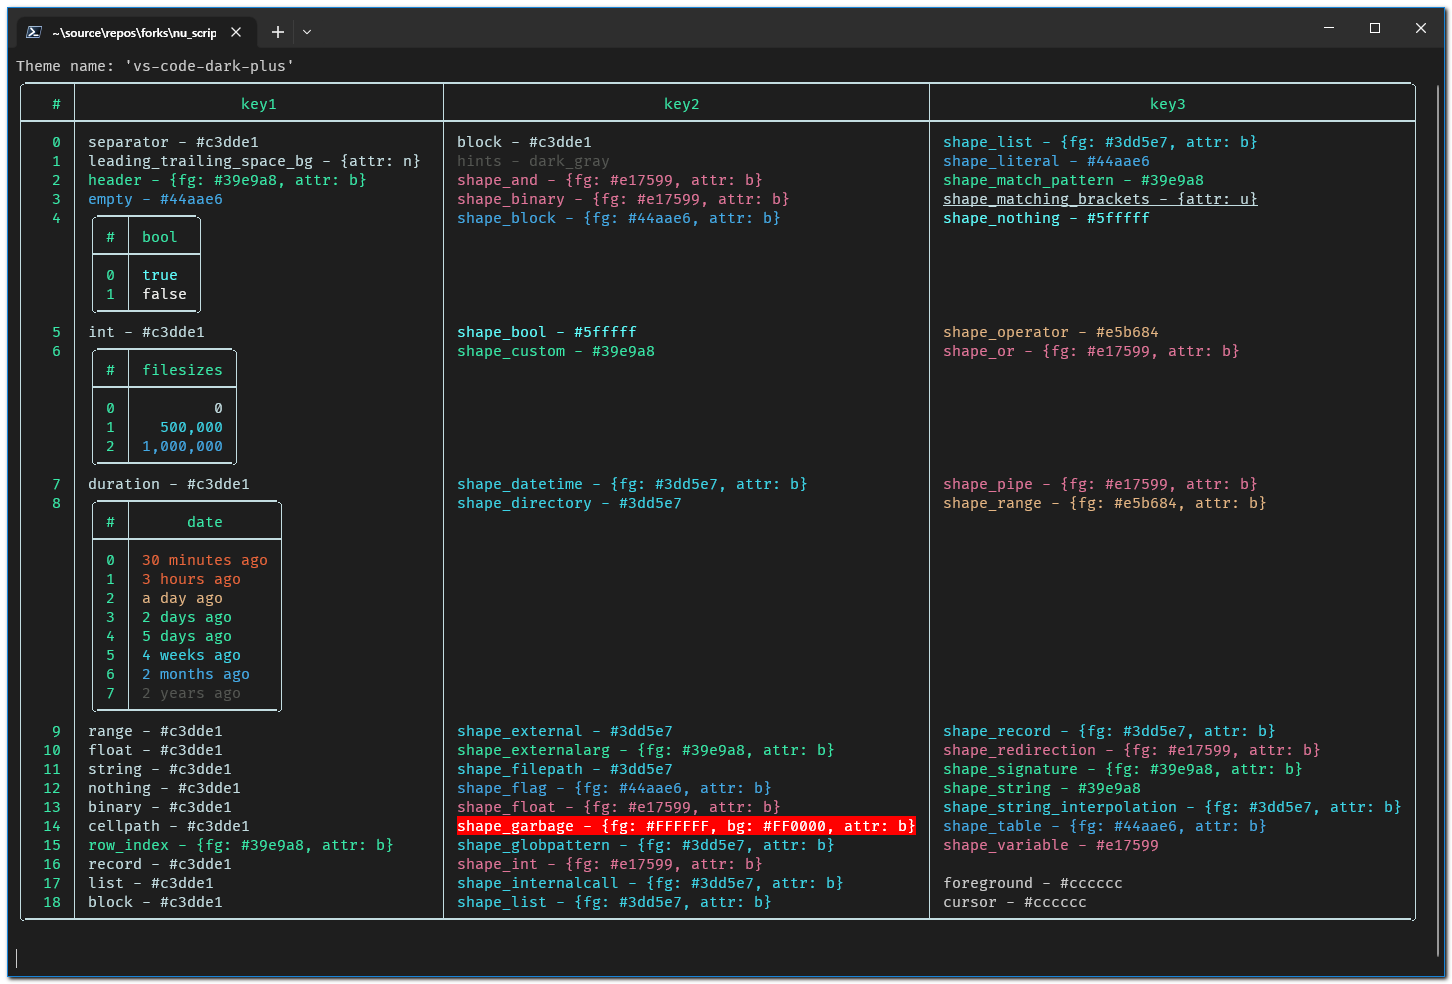 ~\source\repos\forks\nu_scrip
Theme name: 'vs-code-dark-plus'
# key1 key2 key3
0 separator - #c3dde1 block - #c3dde1 shape_list - {fg: #3dd5e7, attr: b}
1 leading_trailing_space_bg - {attr: n} hints - dark_gray shape_literal - #44aae6
2 header - {fg: #39e9a8, attr: b} shape_and - {fg: #e17599, attr: b} shape_match_pattern - #39e9a8
3 empty - #44aae6 shape_binary - {fg: #e17599, attr: b} shape_matching_brackets - {attr: u}
4 shape_block - {fg: #44aae6, attr: b} shape_nothing - #5fffff
# bool
0 true
1 false
5 int - #c3dde1 shape_bool - #5fffff shape_operator - #e5b684
6 shape_custom - #39e9a8 shape_or - {fg: #e17599, attr: b}
# filesizes
0 0
1 500,000
2 1,000,000
7 duration - #c3dde1 shape_datetime - {fg: #3dd5e7, attr: b} shape_pipe - {fg: #e17599, attr: b}
8 shape_directory - #3dd5e7 shape_range - {fg: #e5b684, attr: b}
# date
0 30 minutes ago
1 3 hours ago
2 a day ago
3 2 days ago
4 5 days ago
5 4 weeks ago
6 2 months ago
7 2 years ago
9 range - #c3dde1 shape_external - #3dd5e7 shape_record - {fg: #3dd5e7, attr: b}
10 float - #c3dde1 shape_externalarg - {fg: #39e9a8, attr: b} shape_redirection - {fg: #e17599, attr: b}
11 string - #c3dde1 shape_filepath - #3dd5e7 shape_signature - {fg: #39e9a8, attr: b}
12 nothing - #c3dde1 shape_flag - {fg: #44aae6, attr: b} shape_string - #39e9a8
13 binary - #c3dde1 shape_float - {fg: #e17599, attr: b} shape_string_interpolation - {fg: #3dd5e7, attr: b}
14 cellpath - #c3dde1 shape_garbage - {fg: #FFFFFF, bg: #FF0000, attr: b} shape_table - {fg: #44aae6, attr: b}
15 row_index - {fg: #39e9a8, attr: b} shape_globpattern - {fg: #3dd5e7, attr: b} shape_variable - #e17599
16 record - #c3dde1 shape_int - {fg: #e17599, attr: b}
17 list - #c3dde1 shape_internalcall - {fg: #3dd5e7, attr: b} foreground - #cccccc
18 block - #c3dde1 shape_list - {fg: #3dd5e7, attr: b} cursor - #cccccc